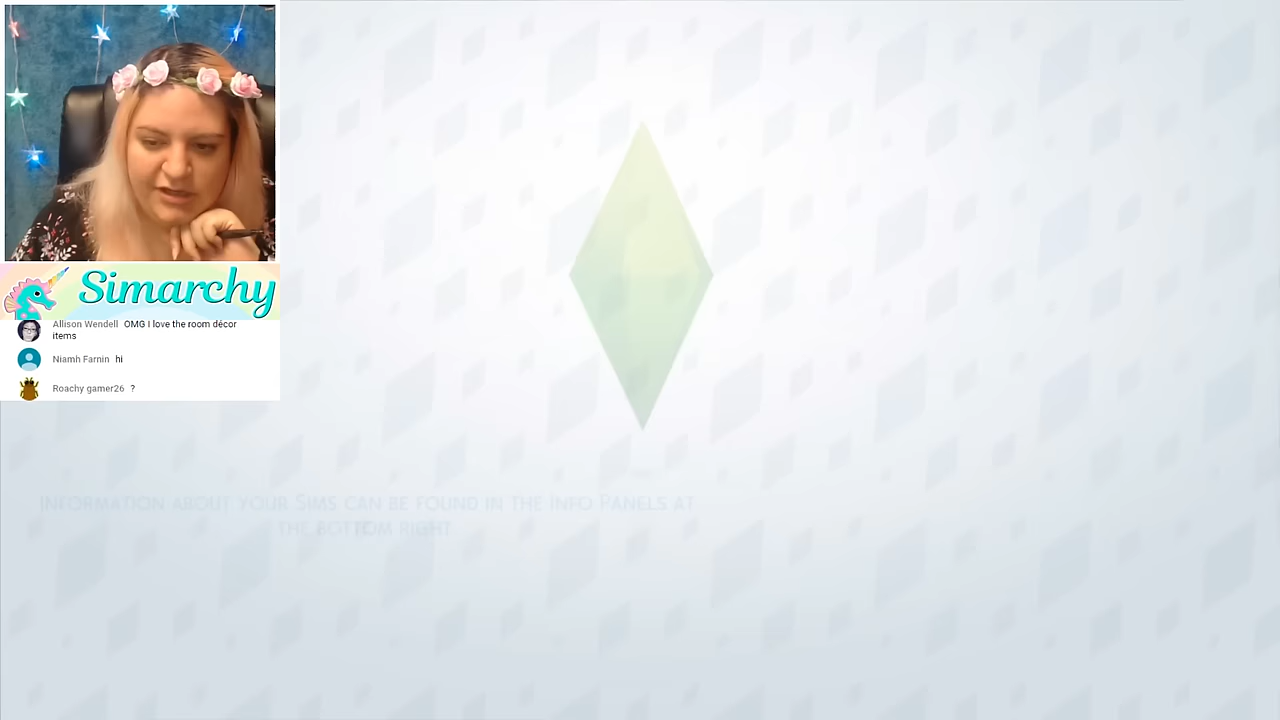 Simarchy
Allison Wendell OMG I love the room décor
items
Niamh Farnin hi
Roachy gamer26 ?
INFORMATION ABOUT YOUR SIMS CAN BE FOUND IN THE INFO PANELS AT
THE BOTTOM RIGHT